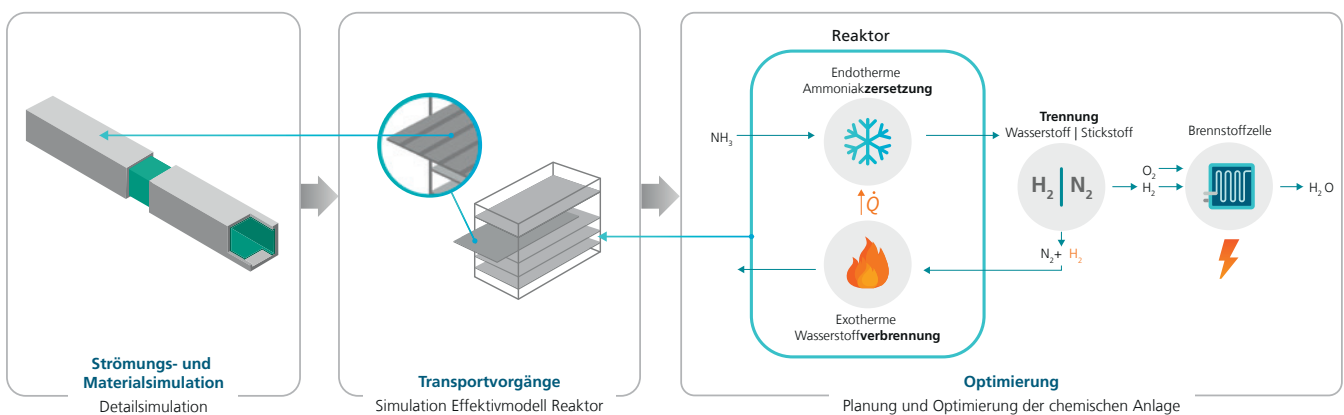 Strömungs- und
Materialsimulation
Detailsimulation
Transportvorgänge
Simulation Effektivmodell Reaktor
Reaktor
Endotherme
Ammoniakzersetzung
NH₃
Q̇
Exotherme
Wasserstoffverbrennung
Trennung
Wasserstoff | Stickstoff
H₂ | N₂
N₂+ H₂
Brennstoffzelle
O₂
H₂
H₂O
Optimierung
Planung und Optimierung der chemischen Anlage